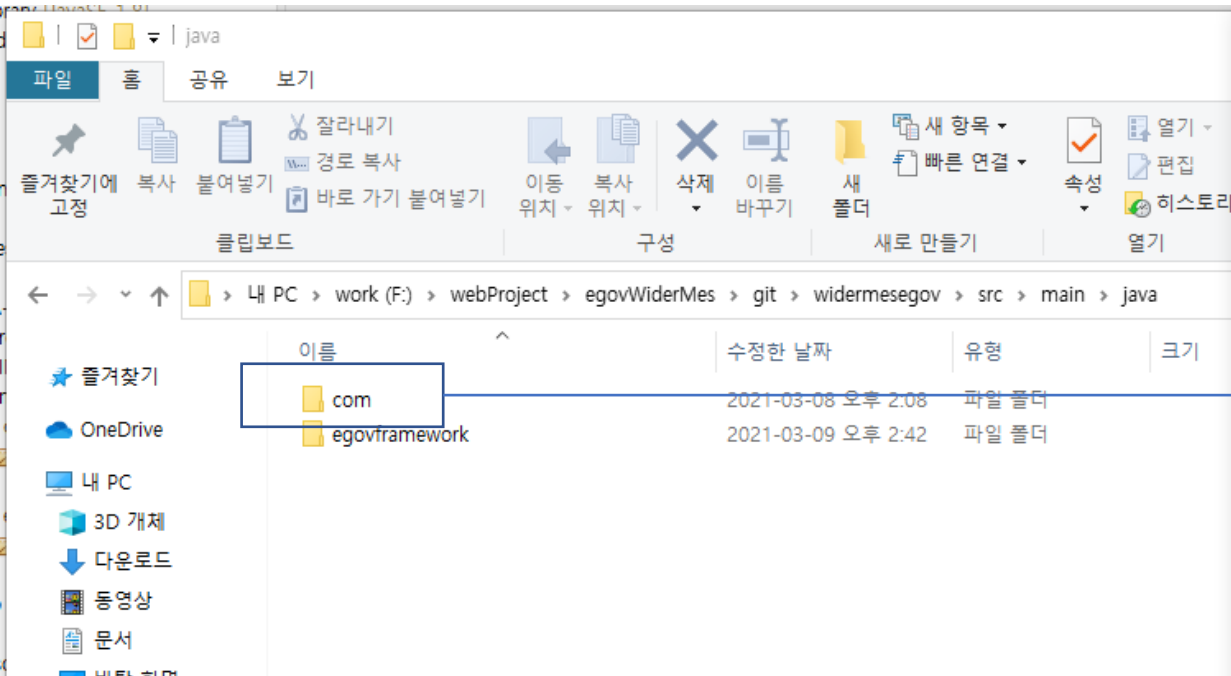 java
파일 홈 공유 보기
잘라내기
경로 복사
바로 가기 붙여넣기
즐겨찾기에 고정
복사
붙여넣기
클립보드
이동 위치
복사 위치
삭제
이름 바꾸기
구성
새 항목
빠른 연결
새 폴더
새로 만들기
속성
열기
편집
열기
내 PC > work (F:) > webProject > egovWiderMes > git > widermesegov > src > main > java
이름 수정한 날짜 유형 크기
com 2021-03-08 오후 2:08 파일 폴더
egovframework 2021-03-09 오후 2:42 파일 폴더
즐겨찾기
OneDrive
내 PC
3D 개체
다운로드
동영상
문서